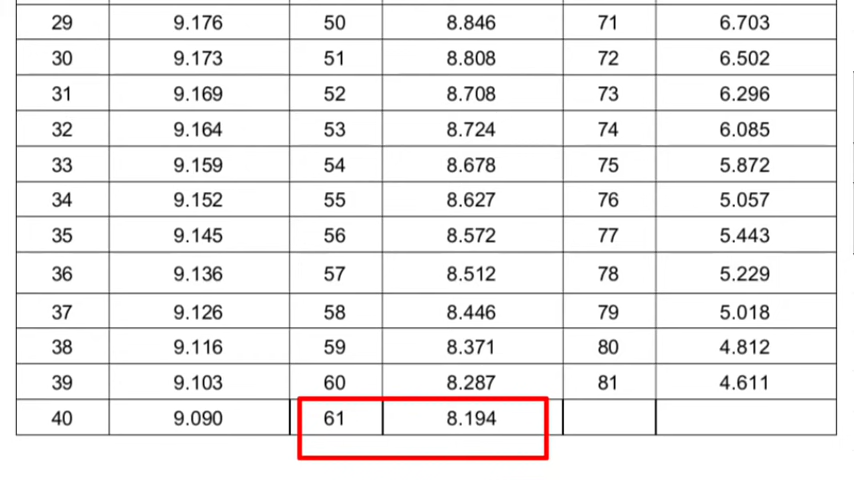 29 9.176 50 8.846 71 6.703
30 9.173 51 8.808 72 6.502
31 9.169 52 8.708 73 6.296
32 9.164 53 8.724 74 6.085
33 9.159 54 8.678 75 5.872
34 9.152 55 8.627 76 5.057
35 9.145 56 8.572 77 5.443
36 9.136 57 8.512 78 5.229
37 9.126 58 8.446 79 5.018
38 9.116 59 8.371 80 4.812
39 9.103 60 8.287 81 4.611
40 9.090 61 8.194